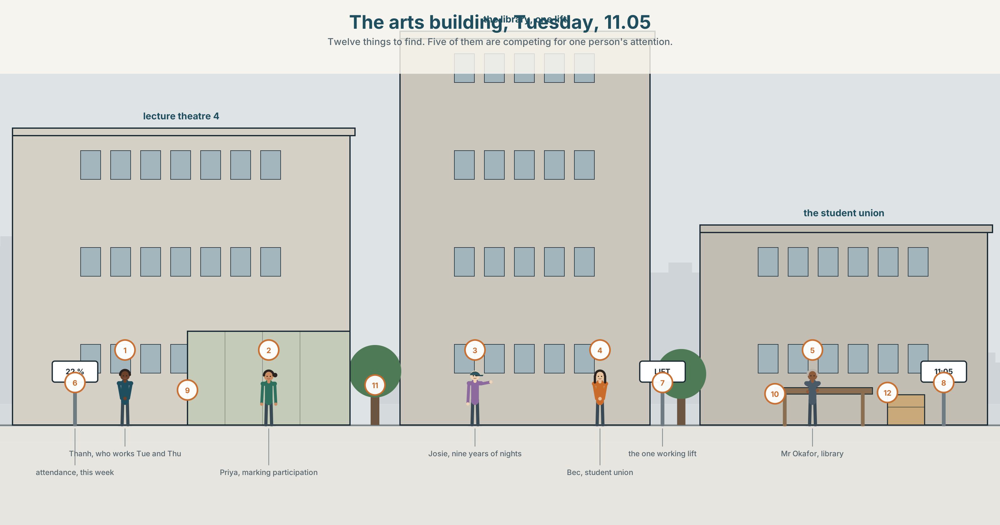 The arts building, Tuesday, 11.05
the library, one lift
Twelve things to find. Five of them are competing for one person's attention.
lecture theatre 4
the student union
1
2
3
4
5
22 %
LIFT
11:05
6
7
8
9
10
11
12
Thanh, who works Tue and Thu
Josie, nine years of nights
the one working lift
Mr Okafor, library
attendance, this week
Priya, marking participation
Bec, student union